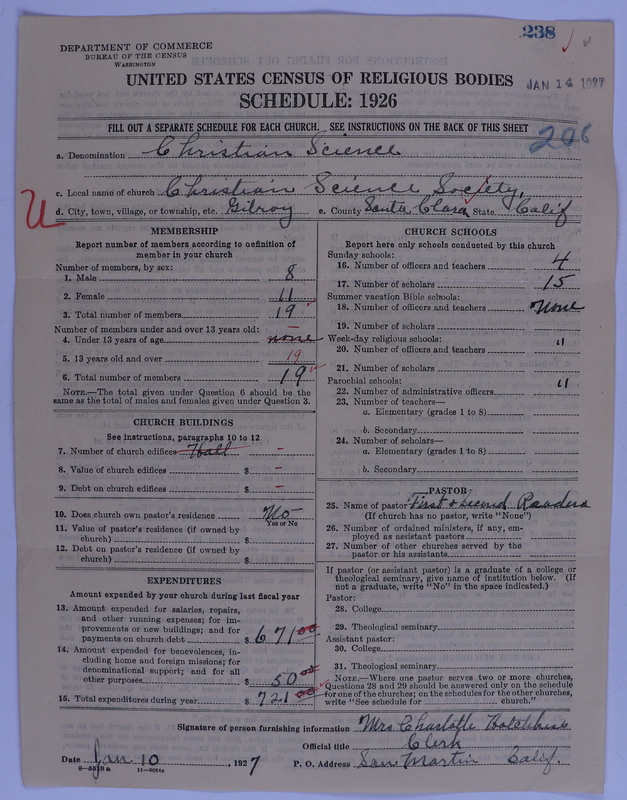 238
DEPARTMENT OF COMMERCE
BUREAU OF THE CENSUS
WASHINGTON
UNITED STATES CENSUS OF RELIGIOUS BODIES
JAN 14 1927
SCHEDULE: 1926
FILL OUT A SEPARATE SCHEDULE FOR EACH CHURCH. SEE INSTRUCTIONS ON THE BACK OF THIS SHEET
206
a. Denomination Christian Science
c. Local name of church Christian Science Society,
U
d. City, town, village, or township, etc. Gilroy e. County Santa Clara State Calif
MEMBERSHIP
Report number of members according to definition of
member in your church
Number of members, by sex:
1. Male 8
2. Female 11
3. Total number of members 19
Number of members under and over 13 years old:
4. Under 13 years of age none
5. 13 years old and over 19
6. Total number of members 19
NOTE.—The total given under Question 6 should be the
same as the total of males and females given under Question 3.
CHURCH BUILDINGS
See instructions, paragraphs 10 to 12
7. Number of church edifices Hall -
8. Value of church edifices $ -
9. Debt on church edifices $ -
10. Does church own pastor's residence No
Yes or No
11. Value of pastor's residence (if owned by
church) $
12. Debt on pastor's residence (if owned by
church) $
EXPENDITURES
Amount expended by your church during last fiscal year
13. Amount expended for salaries, repairs,
and other running expenses; for im-
provements or new buildings; and for
payments on church debt $ 671 00
14. Amount expended for benevolences, in-
cluding home and foreign missions; for
denominational support; and for all
other purposes $ 50 00
15. Total expenditures during year $ 721 00
CHURCH SCHOOLS
Report here only schools conducted by this church
Sunday schools:
16. Number of officers and teachers 4
17. Number of scholars 15
Summer vacation Bible schools:
18. Number of officers and teachers None
19. Number of scholars
Week-day religious schools:
20. Number of officers and teachers "
21. Number of scholars
Parochial schools:
22. Number of administrative officers "
23. Number of teachers—
a. Elementary (grades 1 to 8)
b. Secondary
24. Number of scholars—
a. Elementary (grades 1 to 8)
b. Secondary
PASTOR
25. Name of pastor First & Second Readers
(If church has no pastor, write "None")
26. Number of ordained ministers, if any, em-
ployed as assistant pastors
27. Number of other churches served by the
pastor or his assistants
If pastor (or assistant pastor) is a graduate of a college or
theological seminary, give name of institution below. (If
not a graduate, write "No" in the space indicated.)
Pastor:
28. College
29. Theological seminary
Assistant pastor:
30. College
31. Theological seminary
NOTE.—Where one pastor serves two or more churches,
Questions 28 and 29 should be answered only on the schedule
for one of the churches; on the schedules for the other churches,
write "See schedule for church."
Signature of person furnishing information Mrs Charlotte Hotchkiss
Official title Clerk
Date Jan 10, 1927 P. O. Address San Martin Calif.
8—5518a 11—8054a